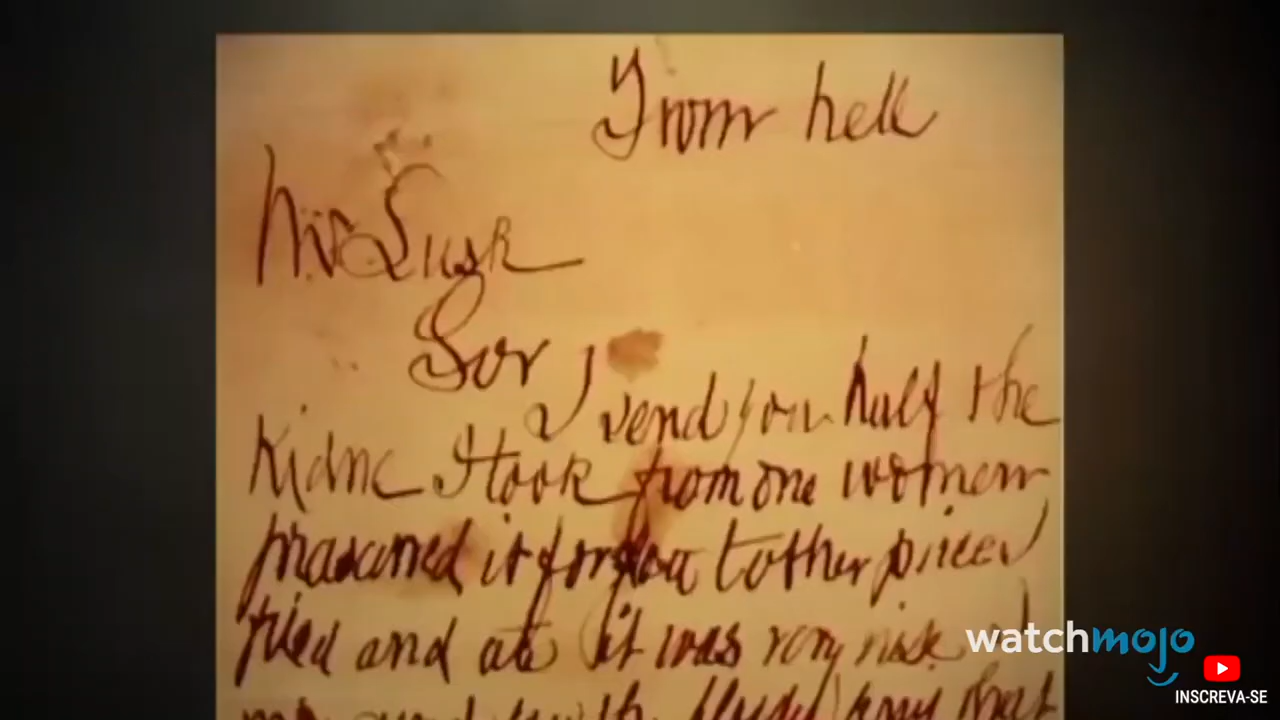 From hell
Mr Lusk
Sor
I send you half the
Kidne I took from one women
prasarved it for you tother piece I
fried and ate it was very nise
watchmojo
INSCREVA-SE